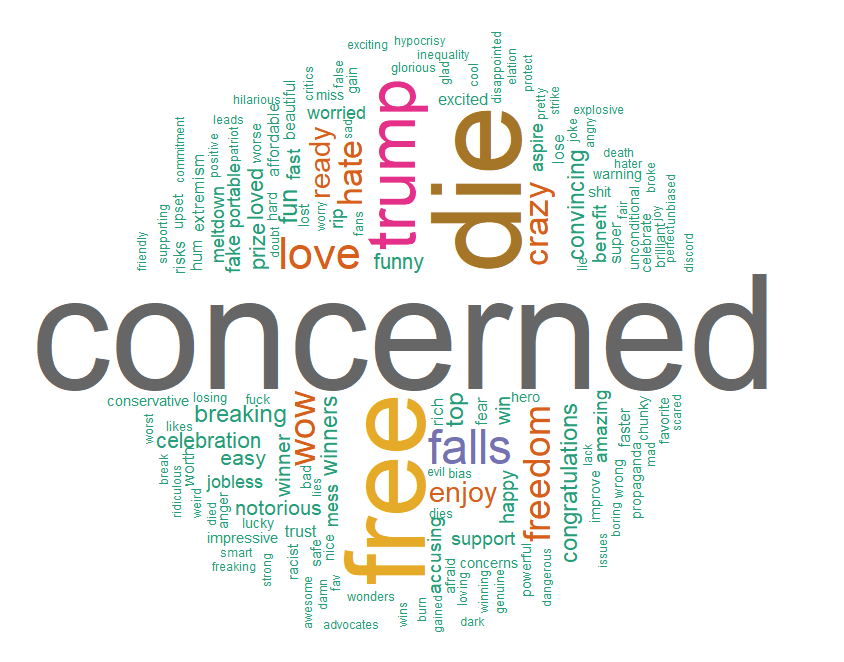 exciting
hypocrisy
inequality
glorious
critics
false
gain
miss
glad
cool
disappointed
elation
protect
strike
pretty
excited
hilarious
beautiful
worried
trump
die
explosive
leads
affordable
ready
sad
hate
aspire
lose
joke
angry
commitment
positive
patriot
worse
fast
crazy
convincing
death
hater
warning
broke
extremism
portable
loved
hard
fun
lost
worry
rip
fans
shit
benefit
super
fair
unconditional
celebrate
joy
brilliant
perfect
unbiased
friendly
supporting
upset
risks
hum
meltdown
fake
prize
doubt
love
funny
lie
discord
concerned
conservative
losing
fuck
wow
free
rich
top
fear
win
hero
freedom
congratulations
amazing
faster
chunky
favorite
scared
worst
likes
breaking
winners
falls
celebration
worth
easy
winner
bad
lies
evil
bias
lack
wrong
propaganda
mad
break
ridiculous
weird
jobless
died
anger
notorious
mess
enjoy
happy
improve
boring
lucky
trust
dies
impressive
nice
safe
racist
accusing
support
issues
smart
freaking
strong
afraid
concerns
powerful
dangerous
awesome
damn
fav
wonders
loving
winning
genuine
advocates
wins
burn
gained
dark